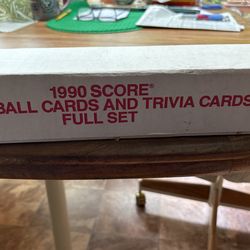 1990 SCORE®
BALL CARDS AND TRIVIA CARDS
FULL SET